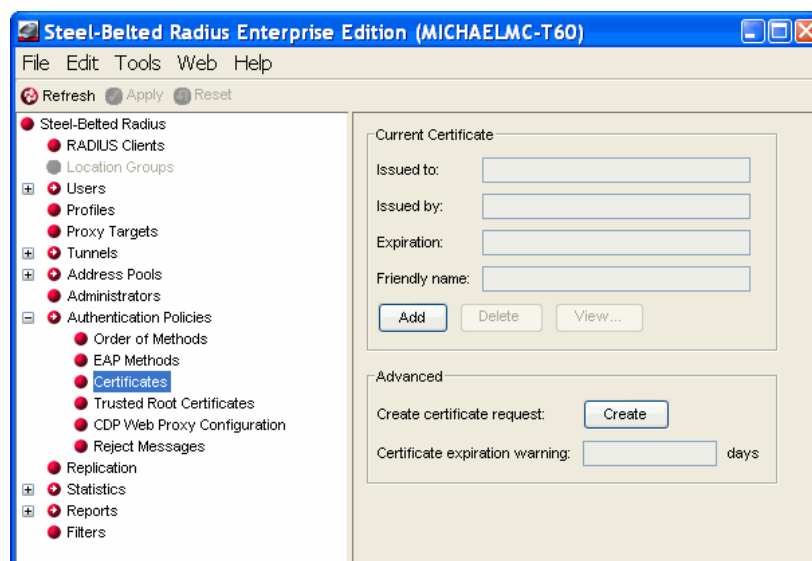 Steel-Belted Radius Enterprise Edition (MICHAELMC-T60)
File Edit Tools Web Help
Refresh Apply Reset
Steel-Belted Radius
RADIUS Clients
Location Groups
Users
Profiles
Proxy Targets
Tunnels
Address Pools
Administrators
Authentication Policies
Order of Methods
EAP Methods
Certificates
Trusted Root Certificates
CDP Web Proxy Configuration
Reject Messages
Replication
Statistics
Reports
Filters
Current Certificate
Issued to:
Issued by:
Expiration:
Friendly name:
Add Delete View...
Advanced
Create certificate request: Create
Certificate expiration warning: days